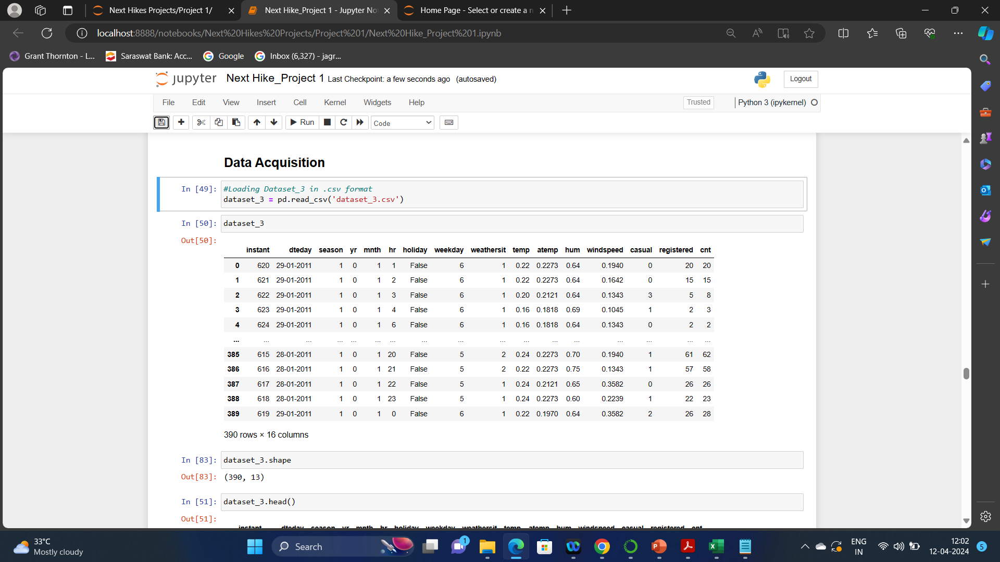 Next Hikes Projects/Project 1/
Next Hike_Project 1 - Jupyter No
Home Page - Select or create a n
localhost:8888/notebooks/Next%20Hikes%20Projects/Project%201/Next%20Hike_Project%201.ipynb
Grant Thornton - L...
Saraswat Bank: Acc...
Google
Inbox (6,327) - jagr...
jupyter Next Hike_Project 1 Last Checkpoint: a few seconds ago (autosaved)
Logout
File Edit View Insert Cell Kernel Widgets Help
Trusted
Python 3 (ipykernel)
Run
Code
Data Acquisition
In [49]: #Loading Dataset_3 in .csv format
dataset_3 = pd.read_csv('dataset_3.csv')
In [50]: dataset_3
Out[50]:
instant dteday season yr mnth hr holiday weekday weathersit temp atemp hum windspeed casual registered cnt
0 620 29-01-2011 1 0 1 1 False 6 1 0.22 0.2273 0.64 0.1940 0 20 20
1 621 29-01-2011 1 0 1 2 False 6 1 0.22 0.2273 0.64 0.1642 0 15 15
2 622 29-01-2011 1 0 1 3 False 6 1 0.20 0.2121 0.64 0.1343 3 5 8
3 623 29-01-2011 1 0 1 4 False 6 1 0.16 0.1818 0.69 0.1045 1 2 3
4 624 29-01-2011 1 0 1 6 False 6 1 0.16 0.1818 0.64 0.1343 0 2 2
... ... ... ... ... ... ... ... ... ... ... ... ... ... ... ... ...
385 615 28-01-2011 1 0 1 20 False 5 2 0.24 0.2273 0.70 0.1940 1 61 62
386 616 28-01-2011 1 0 1 21 False 5 2 0.22 0.2273 0.75 0.1343 1 57 58
387 617 28-01-2011 1 0 1 22 False 5 1 0.24 0.2121 0.65 0.3582 0 26 26
388 618 28-01-2011 1 0 1 23 False 5 1 0.24 0.2273 0.60 0.2239 1 22 23
389 619 29-01-2011 1 0 1 0 False 6 1 0.22 0.1970 0.64 0.3582 2 26 28
390 rows × 16 columns
In [83]: dataset_3.shape
Out[83]: (390, 13)
In [51]: dataset_3.head()
Out[51]:
instant dteday season yr mnth hr holiday weekday weathersit temp atemp hum windspeed casual registered cnt
33°C
Mostly cloudy
Search
1
ENG
IN
12:02
12-04-2024
5